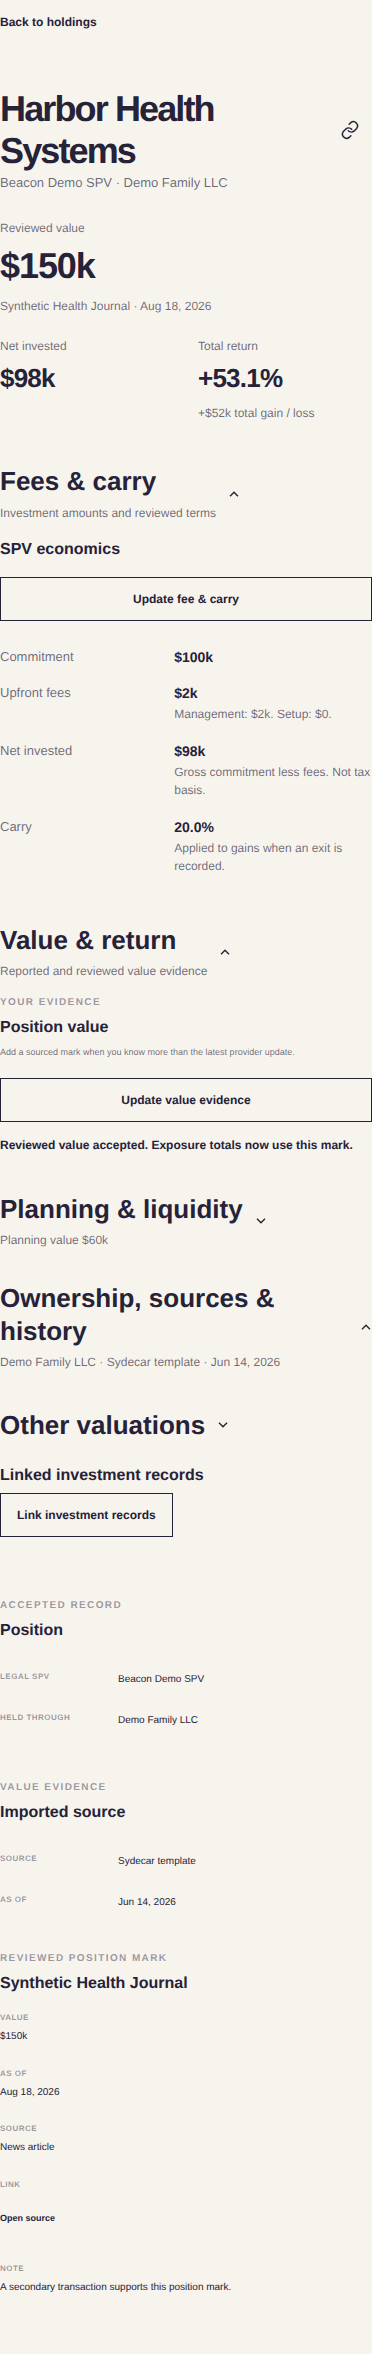 Back to holdings
Harbor Health
Systems
Beacon Demo SPV · Demo Family LLC
Reviewed value
$150k
Synthetic Health Journal · Aug 18, 2026
Net invested
$98k
Total return
+53.1%
+$52k total gain / loss
Fees & carry
Investment amounts and reviewed terms
SPV economics
Update fee & carry
Commitment
$100k
Upfront fees
$2k
Management: $2k. Setup: $0.
Net invested
$98k
Gross commitment less fees. Not tax
basis.
Carry
20.0%
Applied to gains when an exit is
recorded.
Value & return
Reported and reviewed value evidence
YOUR EVIDENCE
Position value
Add a sourced mark when you know more than the latest provider update.
Update value evidence
Reviewed value accepted. Exposure totals now use this mark.
Planning & liquidity
Planning value $60k
Ownership, sources &
history
Demo Family LLC · Sydecar template · Jun 14, 2026
Other valuations
Linked investment records
Link investment records
ACCEPTED RECORD
Position
LEGAL SPV
Beacon Demo SPV
HELD THROUGH
Demo Family LLC
VALUE EVIDENCE
Imported source
SOURCE
Sydecar template
AS OF
Jun 14, 2026
REVIEWED POSITION MARK
Synthetic Health Journal
VALUE
$150k
AS OF
Aug 18, 2026
SOURCE
News article
LINK
Open source
NOTE
A secondary transaction supports this position mark.